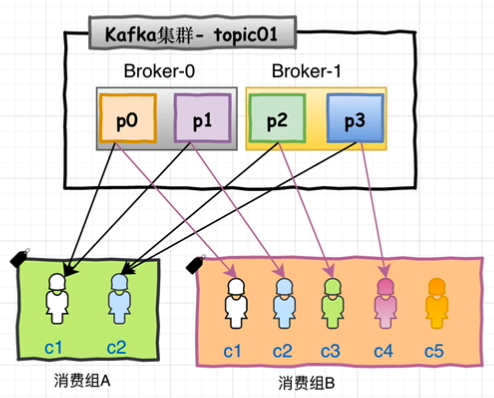 Kafka集群- topic01
Broker-0 Broker-1
p0 p1 p2 p3
c1 c2 c1 c2 c3 c4 c5
消费组A 消费组B